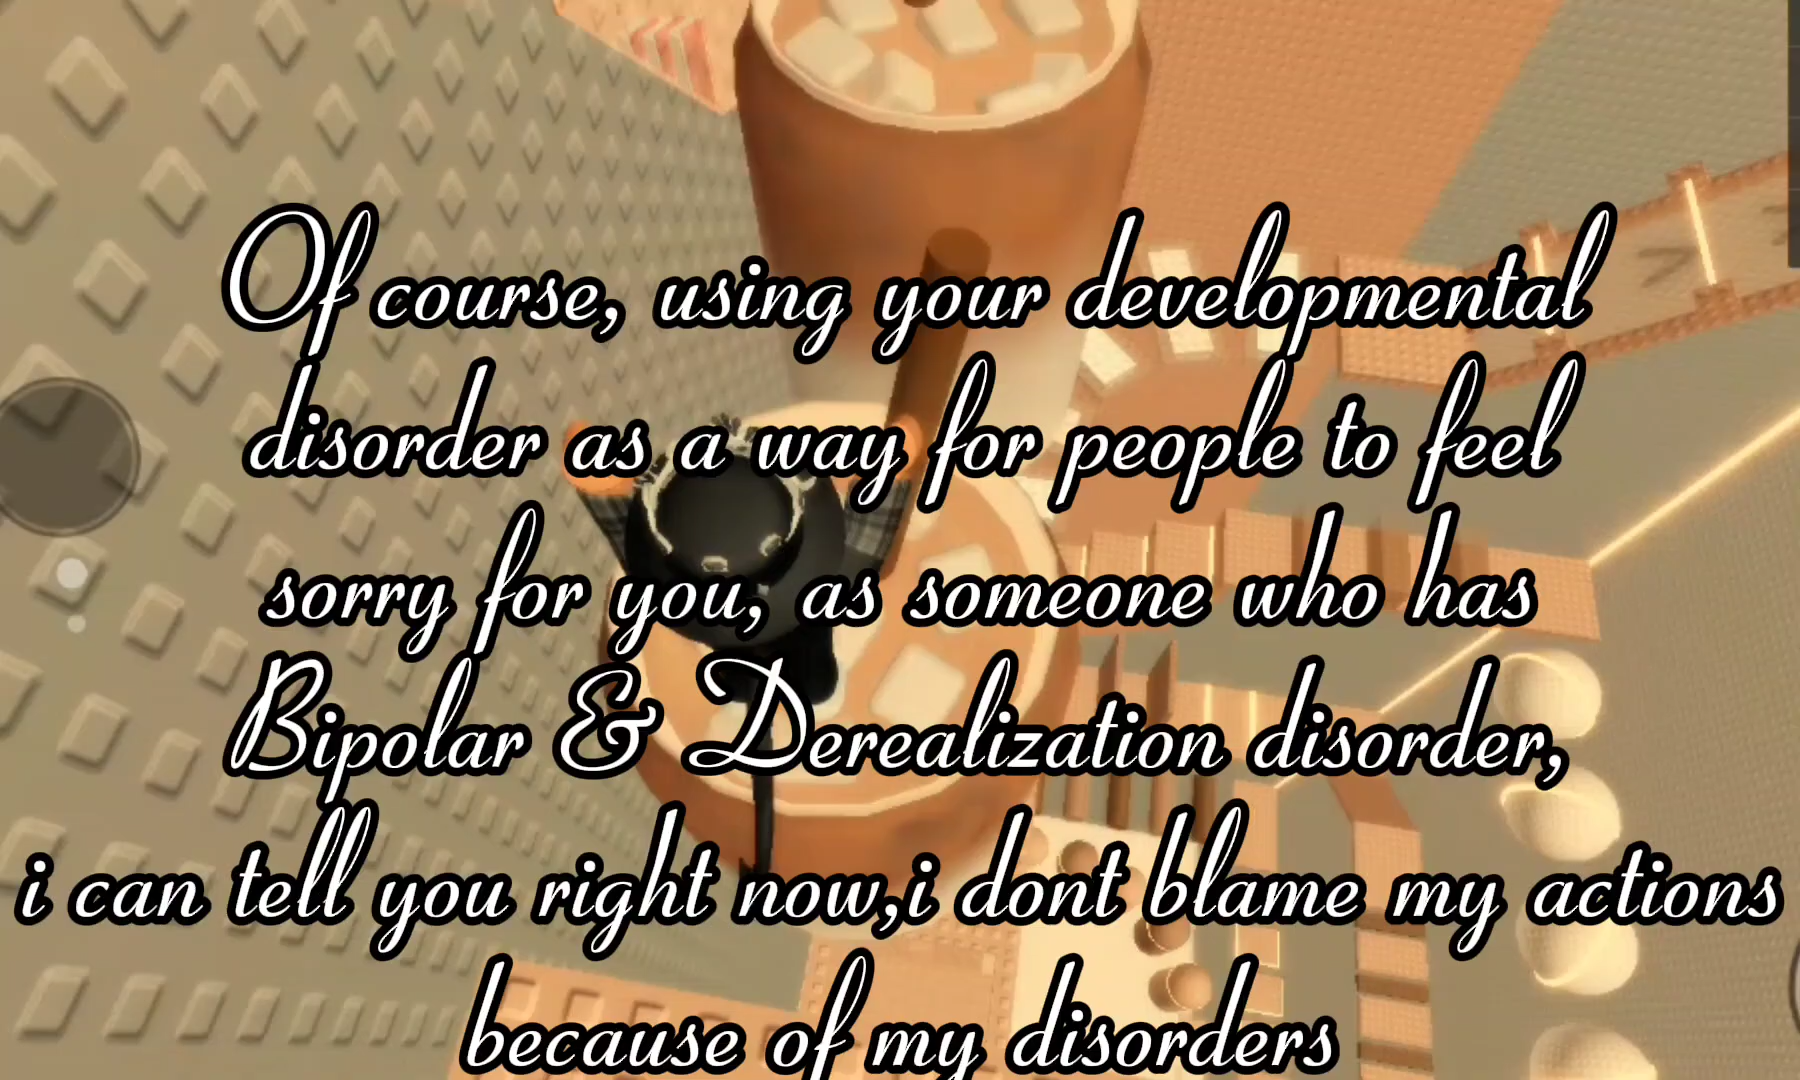 Of course, using your developmental
disorder as a way for people to feel
sorry for you, as someone who has
Bipolar & Derealization disorder,
i can tell you right now,i dont blame my actions
because of my disorders